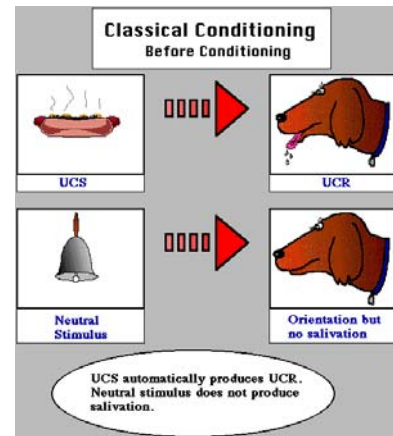 Classical Conditioning
Before Conditioning
UCS
UCR
Neutral
Stimulus
Orientation but
no salivation
UCS automatically produces UCR.
Neutral stimulus does not produce
salivation.